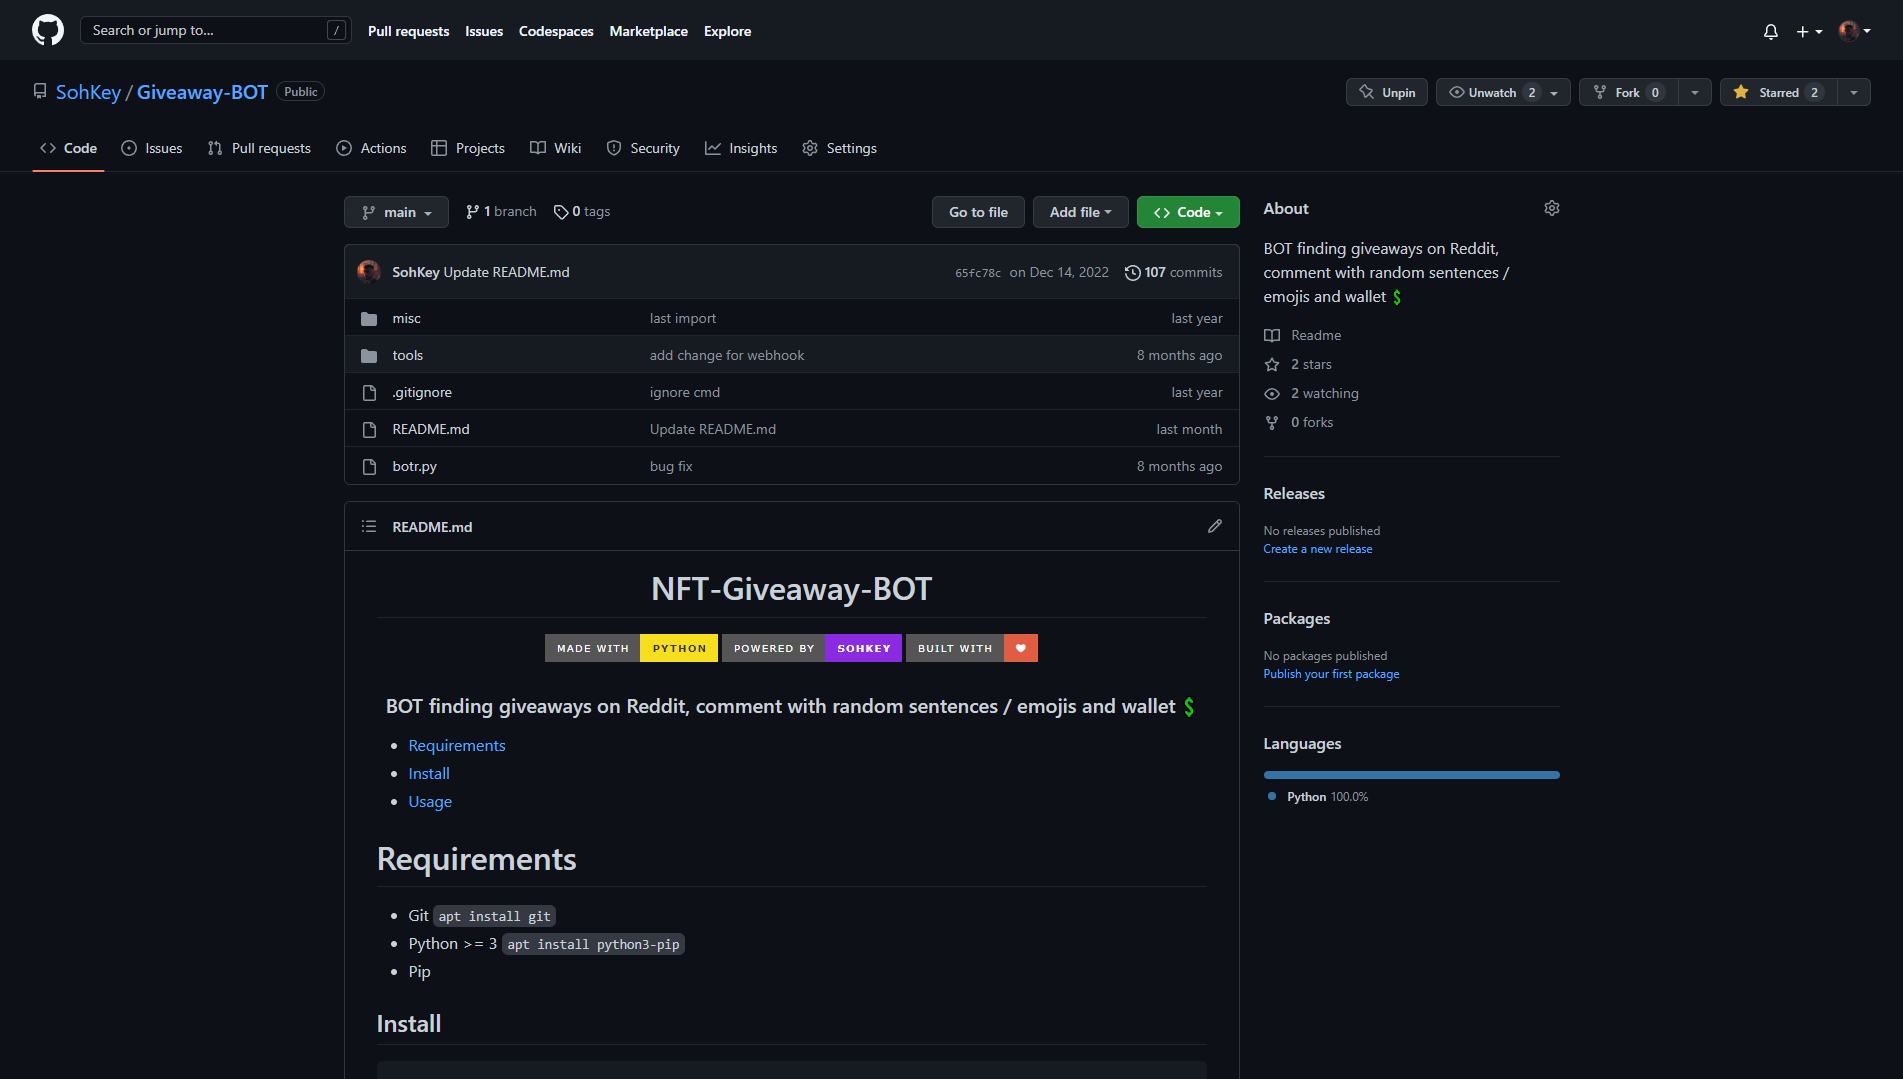 Search or jump to... /
Pull requests Issues Codespaces Marketplace Explore
SohKey / Giveaway-BOT Public
Unpin Unwatch 2 Fork 0 Starred 2
Code Issues Pull requests Actions Projects Wiki Security Insights Settings
main 1 branch 0 tags Go to file Add file Code
SohKey Update README.md 65fc78c on Dec 14, 2022 107 commits
misc last import last year
tools add change for webhook 8 months ago
.gitignore ignore cmd last year
README.md Update README.md last month
botr.py bug fix 8 months ago
README.md
NFT-Giveaway-BOT
MADE WITH PYTHON POWERED BY SOHKEY BUILT WITH ♥
BOT finding giveaways on Reddit, comment with random sentences / emojis and wallet $
• Requirements
• Install
• Usage
Requirements
• Git apt install git
• Python >= 3 apt install python3-pip
• Pip
Install
About
BOT finding giveaways on Reddit,
comment with random sentences /
emojis and wallet $
Readme
2 stars
2 watching
0 forks
Releases
No releases published
Create a new release
Packages
No packages published
Publish your first package
Languages
Python 100.0%